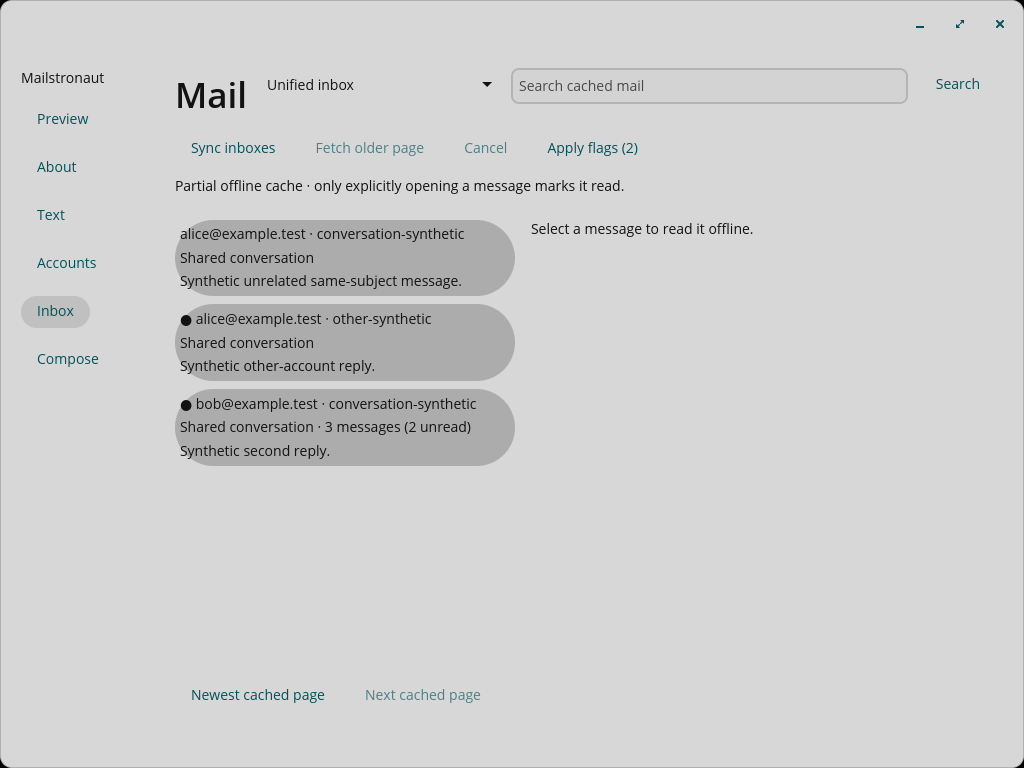 Mailstronaut
Preview
About
Text
Accounts
Inbox
Compose
Mail
Unified inbox
Search cached mail
Search
Sync inboxes
Fetch older page
Cancel
Apply flags (2)
Partial offline cache · only explicitly opening a message marks it read.
alice@example.test · conversation-synthetic
Shared conversation
Synthetic unrelated same-subject message.
● alice@example.test · other-synthetic
Shared conversation
Synthetic other-account reply.
● bob@example.test · conversation-synthetic
Shared conversation · 3 messages (2 unread)
Synthetic second reply.
Select a message to read it offline.
Newest cached page
Next cached page